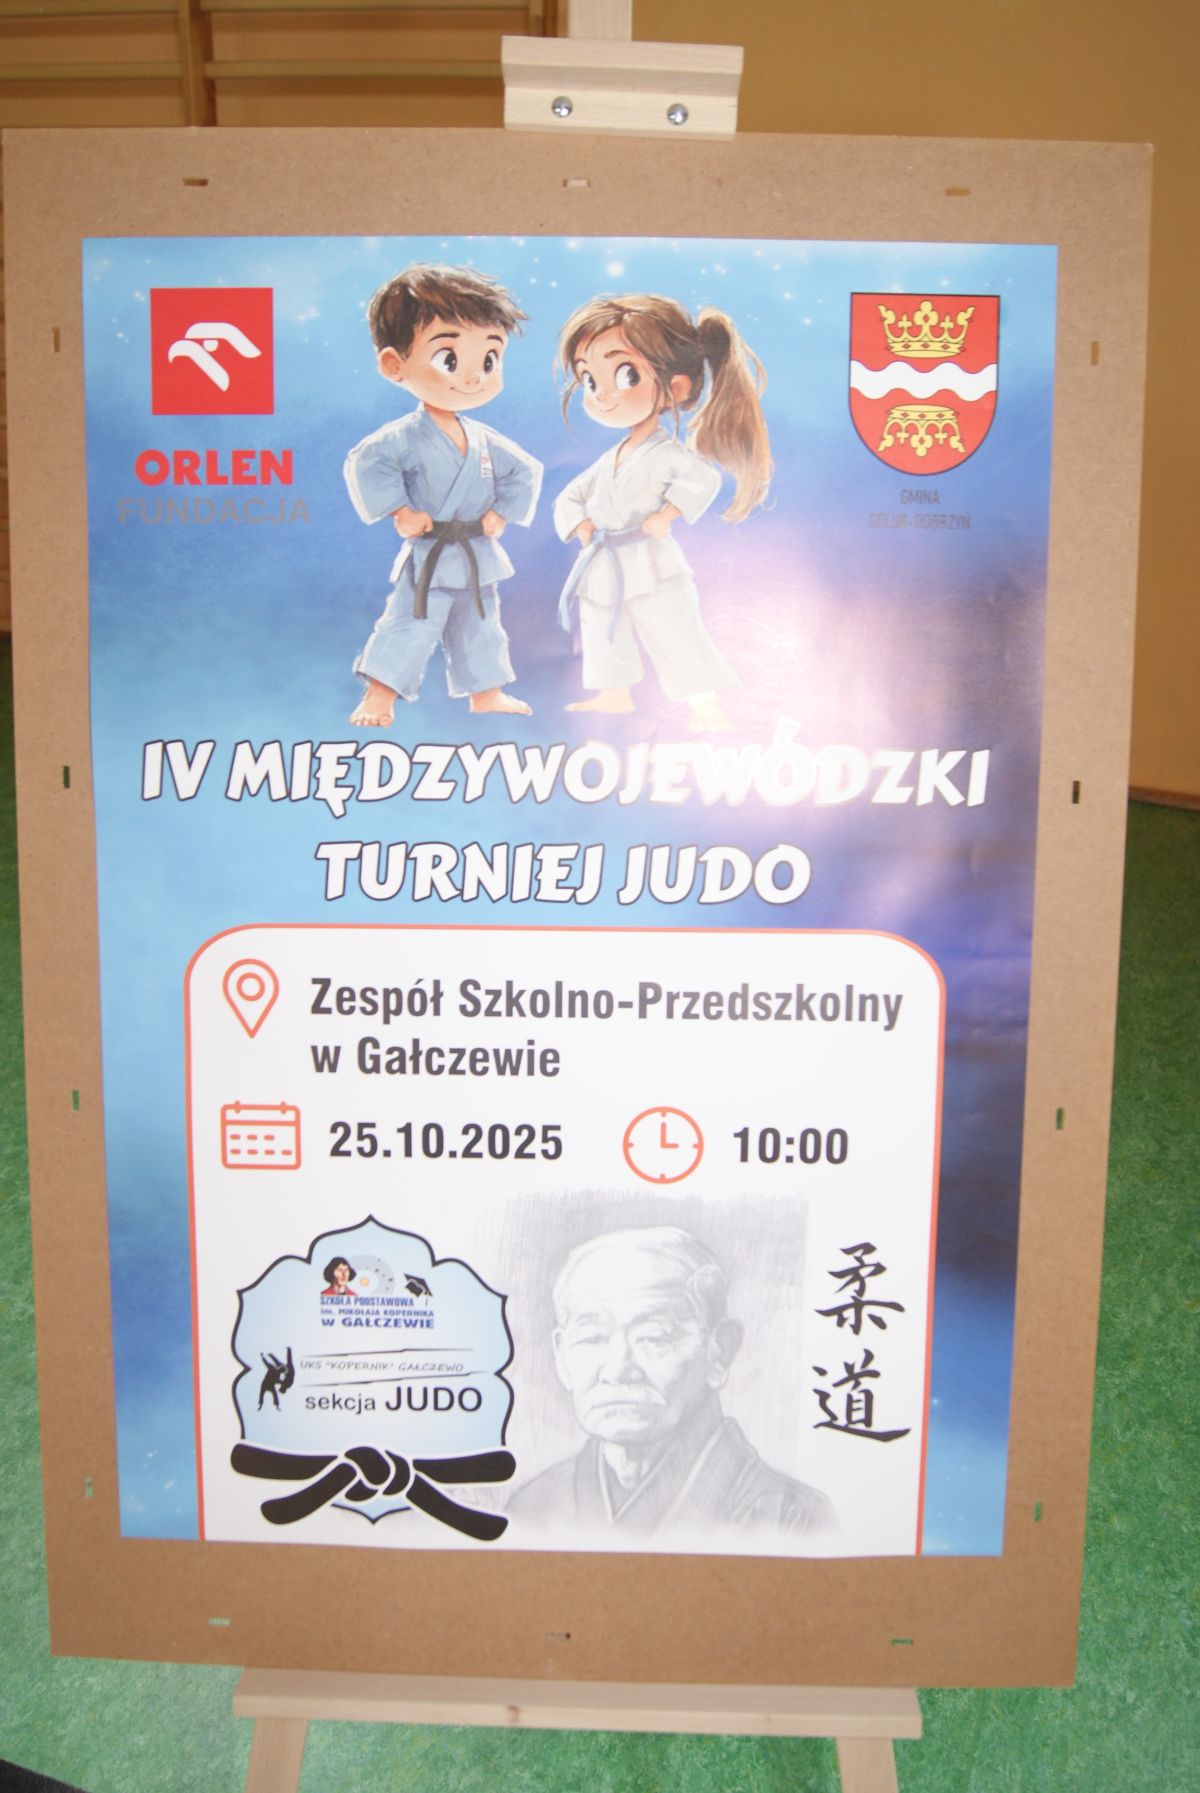 ORLEN
FUNDACJA
GMINA
GOLUB-DOBRZYŃ
IV MIĘDZYWOJEWÓDZKI
TURNIEJ JUDO
Zespół Szkolno-Przedszkolny
w Gałczewie
25.10.2025
10:00
SZKOŁA PODSTAWOWA
im. MIKOŁAJA KOPERNIKA
W GAŁCZEWIE
UKS "KOPERNIK" GAŁCZEWO
sekcja JUDO
柔
道